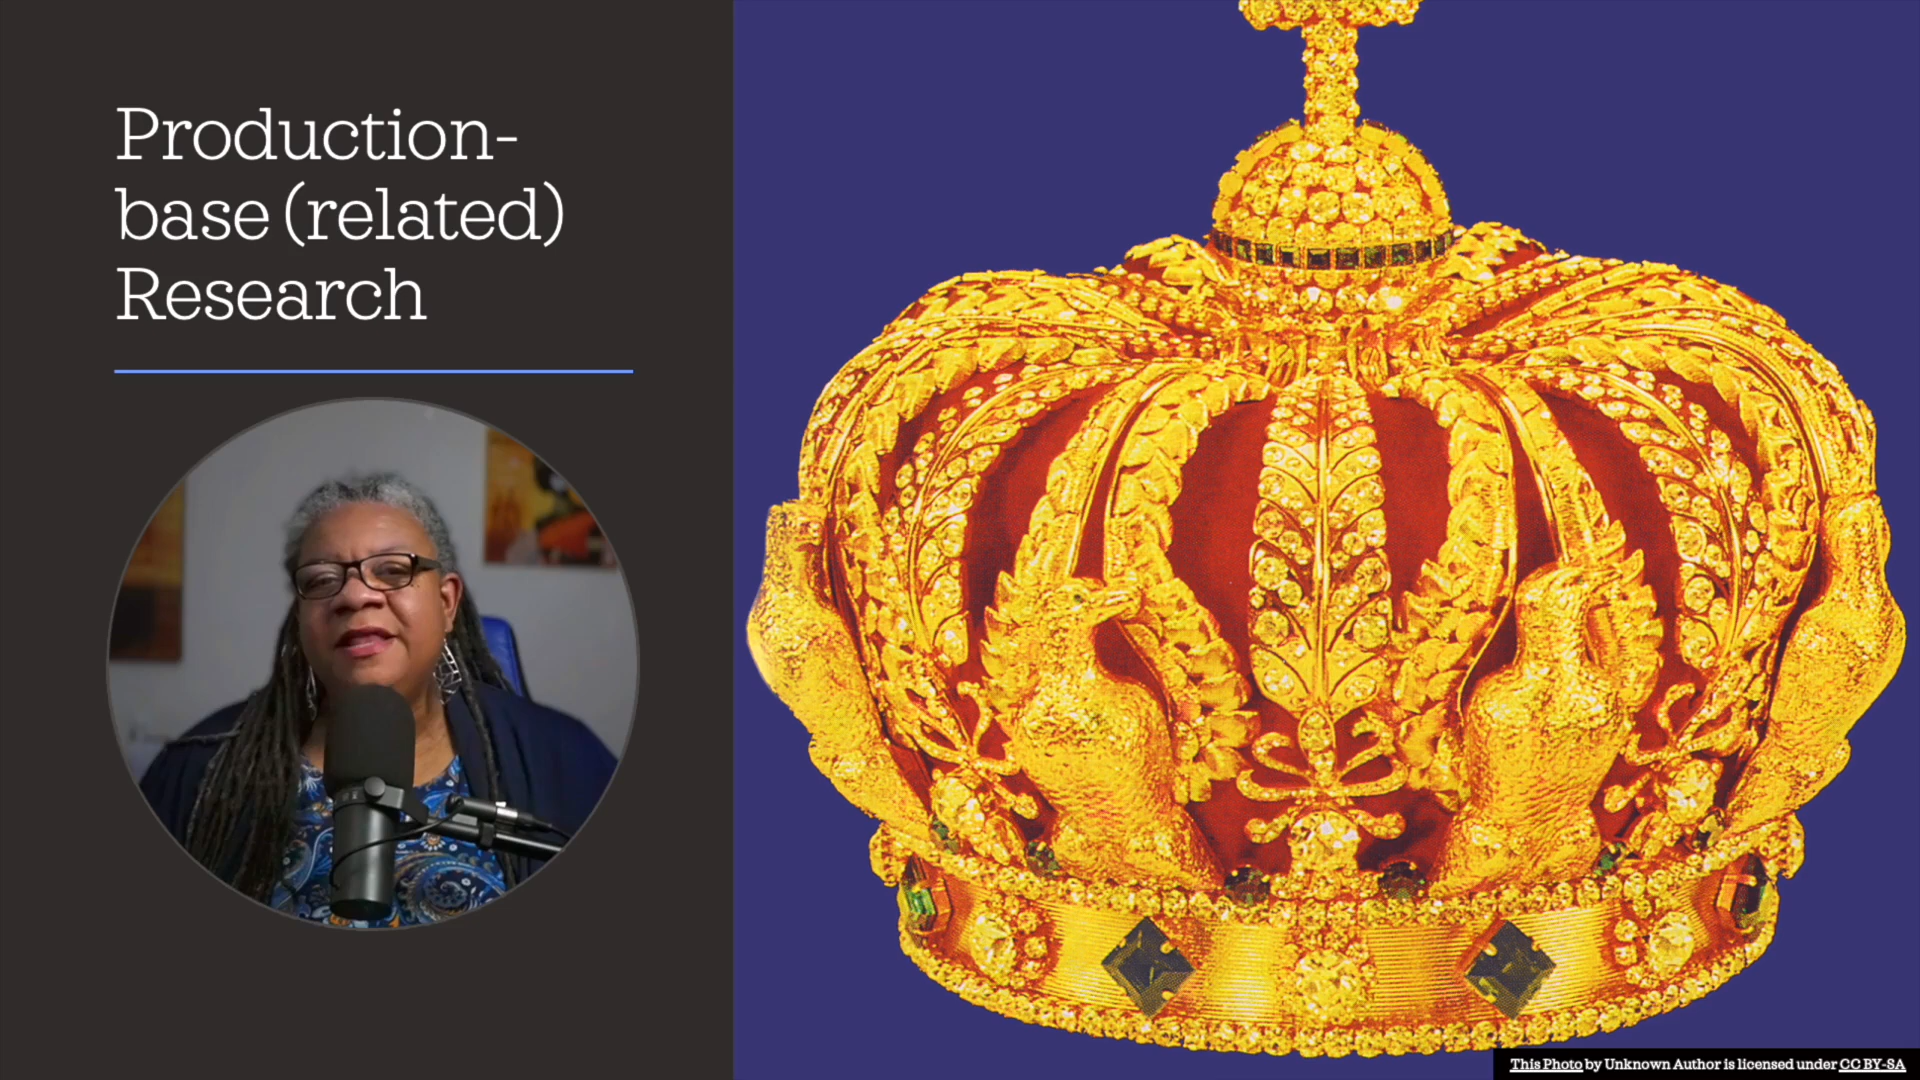 Production-
base (related)
Research
This Photo by Unknown Author is licensed under CC BY-SA